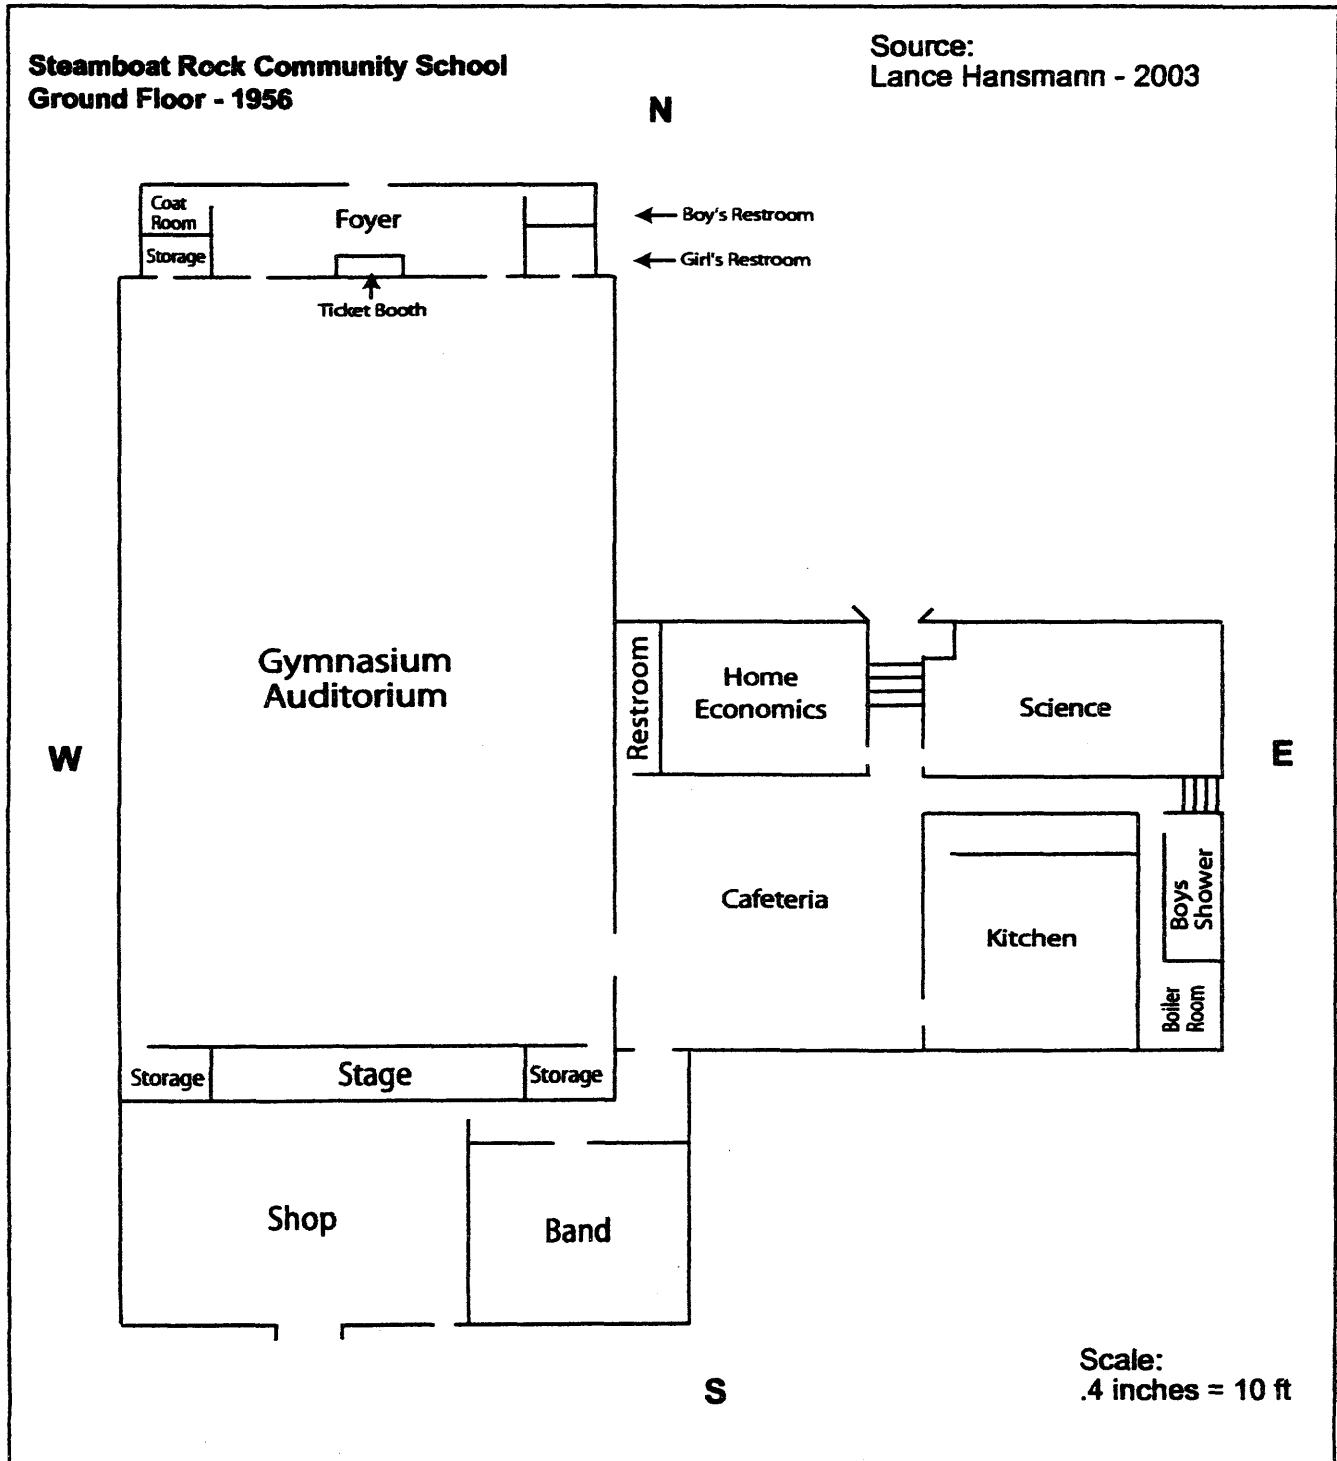 Steamboat Rock Community School
Ground Floor - 1956
Source:
Lance Hansmann - 2003
N
Coat
Room
Foyer
Boy's Restroom
Storage
Girl's Restroom
Ticket Booth
Gymnasium
Auditorium
Restroom
Home
Economics
Science
W
E
Cafeteria
Kitchen
Boys
Shower
Boiler
Room
Storage
Stage
Storage
Shop
Band
Scale:
.4 inches = 10 ft
S